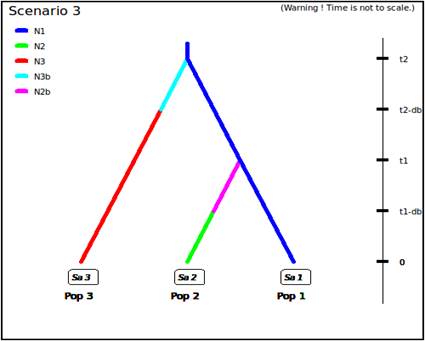 Scenario 3
(Warning ! Time is not to scale.)
N1
N2
N3
N3b
N2b
t2
t2-db
t1
t1-db
0
Sa 3
Sa 2
Sa 1
Pop 3
Pop 2
Pop 1